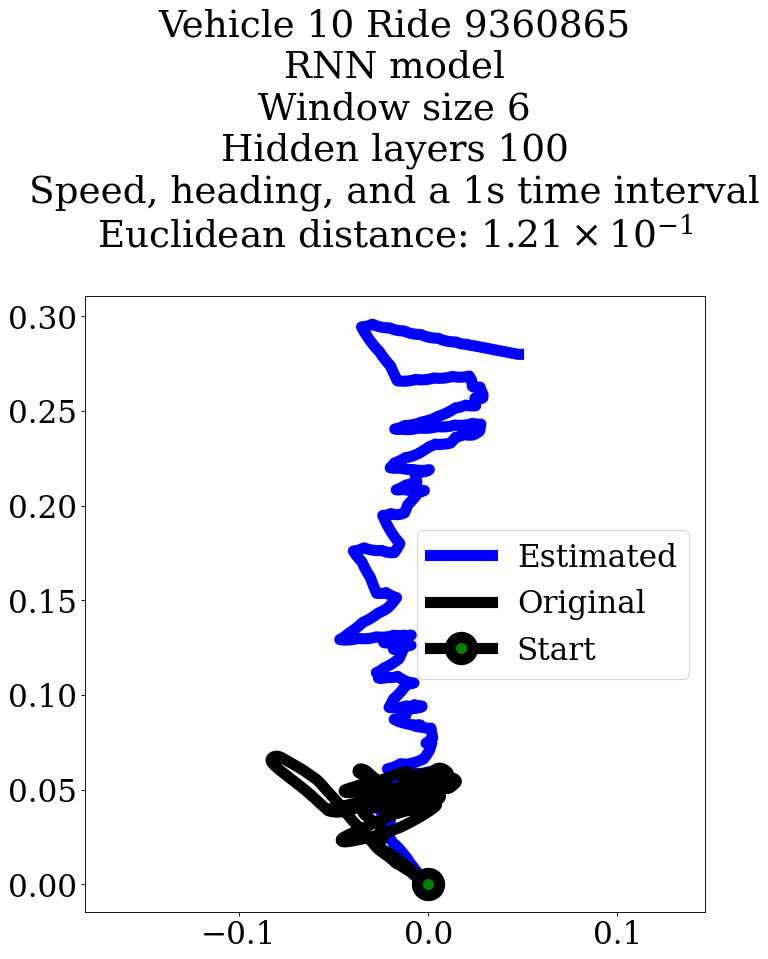 Vehicle 10 Ride 9360865
RNN model
Window size 6
Hidden layers 100
Speed, heading, and a 1s time interval
Euclidean distance: 1.21 × 10⁻¹
0.30
0.25
0.20
0.15
0.10
0.05
0.00
Estimated
Original
Start
−0.1 0.0 0.1